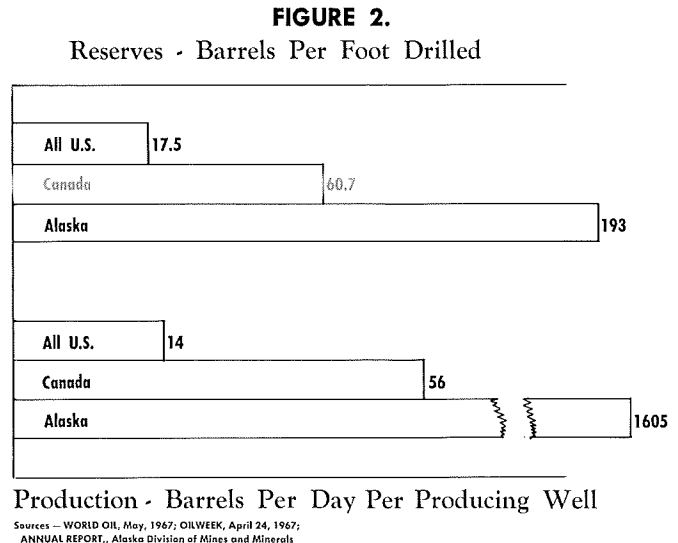 FIGURE 2.
Reserves - Barrels Per Foot Drilled
All U.S. 17.5
Canada 60.7
Alaska 193
All U.S. 14
Canada 56
Alaska 1605
Production - Barrels Per Day Per Producing Well
Sources — WORLD OIL, May, 1967; OILWEEK, April 24, 1967;
ANNUAL REPORT,, Alaska Division of Mines and Minerals